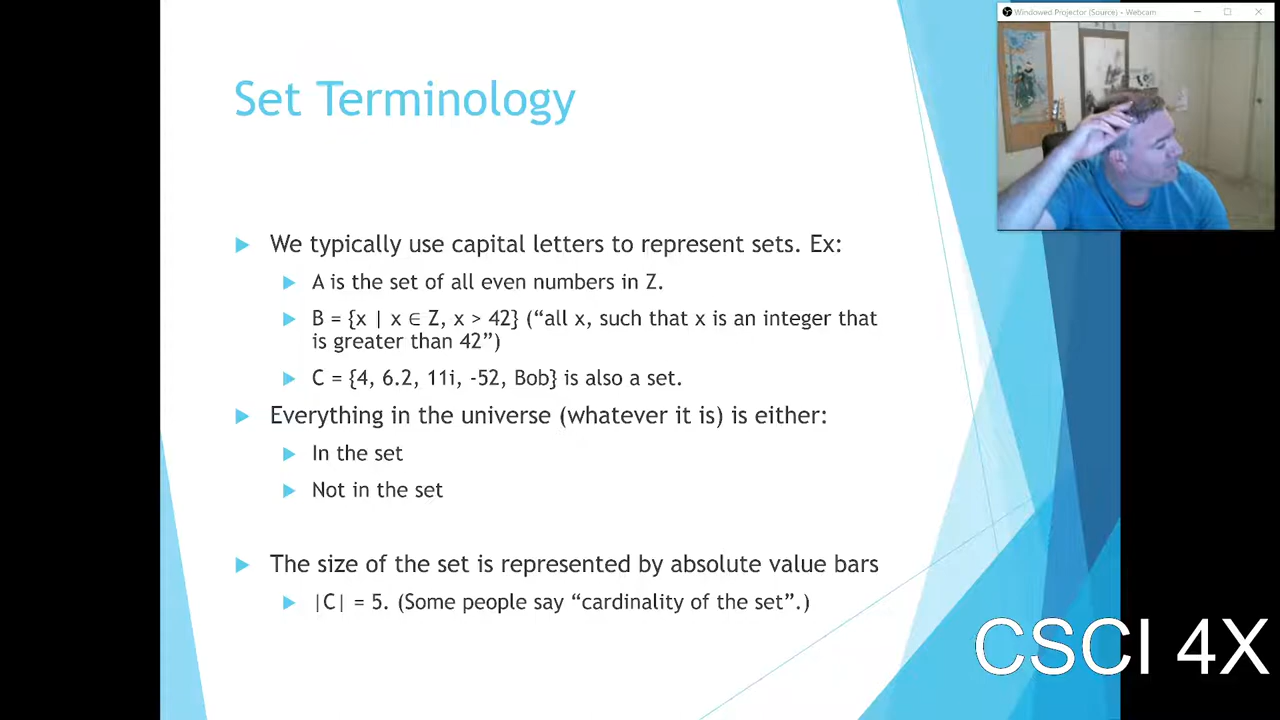 Windowed Projector (Source) - Webcam
Set Terminology
We typically use capital letters to represent sets. Ex:
A is the set of all even numbers in Z.
B = {x | x ∈ Z, x > 42} (“all x, such that x is an integer that
is greater than 42”)
C = {4, 6.2, 11i, -52, Bob} is also a set.
Everything in the universe (whatever it is) is either:
In the set
Not in the set
The size of the set is represented by absolute value bars
|C| = 5. (Some people say “cardinality of the set”.)
CSCI 4X